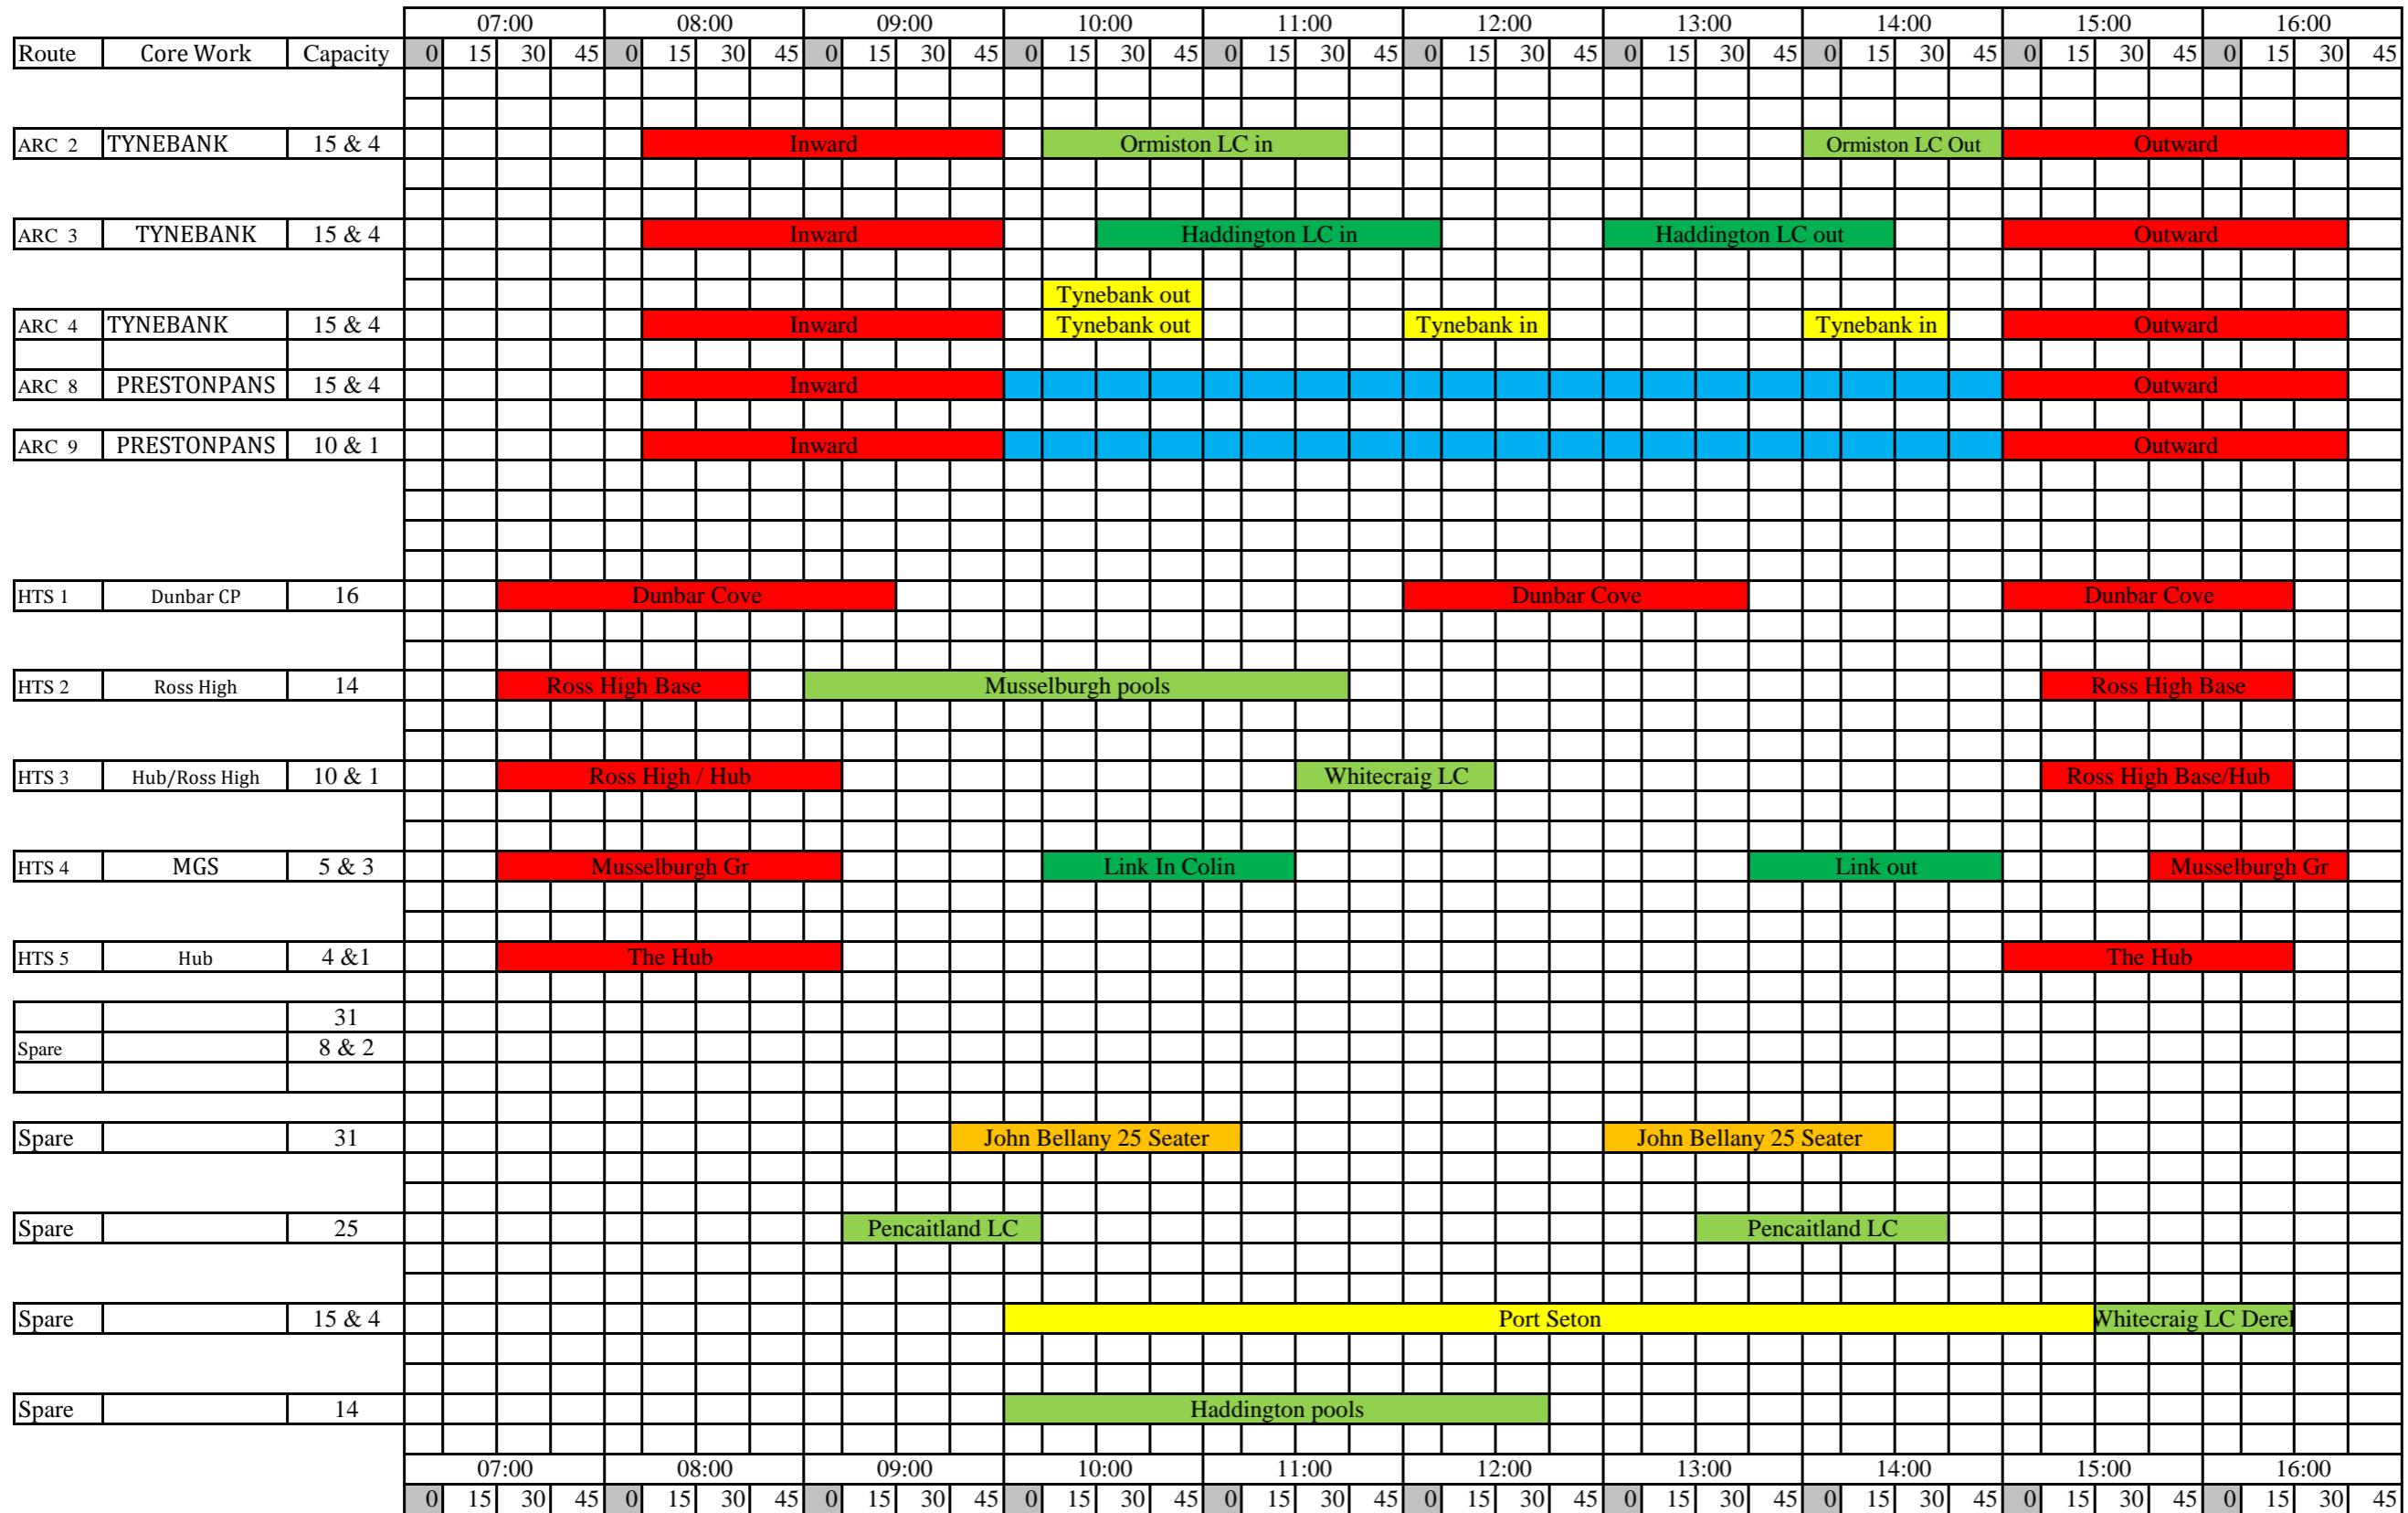 07:00 08:00 09:00 10:00 11:00 12:00 13:00 14:00 15:00 16:00
Route Core Work Capacity 0 15 30 45 0 15 30 45 0 15 30 45 0 15 30 45 0 15 30 45 0 15 30 45 0 15 30 45 0 15 30 45 0 15 30 45 0 15 30 45
ARC 2 TYNEBANK 15 & 4 Inward Ormiston LC in Ormiston LC Out Outward
ARC 3 TYNEBANK 15 & 4 Inward Haddington LC in Haddington LC out Outward
Tynebank out
ARC 4 TYNEBANK 15 & 4 Inward Tynebank out Tynebank in Tynebank in Outward
ARC 8 PRESTONPANS 15 & 4 Inward Outward
ARC 9 PRESTONPANS 10 & 1 Inward Outward
HTS 1 Dunbar CP 16 Dunbar Cove Dunbar Cove Dunbar Cove
HTS 2 Ross High 14 Ross High Base Musselburgh pools Ross High Base
HTS 3 Hub/Ross High 10 & 1 Ross High / Hub Whitecraig LC Ross High Base/Hub
HTS 4 MGS 5 & 3 Musselburgh Gr Link In Colin Link out Musselburgh Gr
HTS 5 Hub 4 &1 The Hub The Hub
31
Spare 8 & 2
Spare 31 John Bellany 25 Seater John Bellany 25 Seater
Spare 25 Pencaitland LC Pencaitland LC
Spare 15 & 4 Port Seton Whitecraig LC Derel
Spare 14 Haddington pools
07:00 08:00 09:00 10:00 11:00 12:00 13:00 14:00 15:00 16:00
0 15 30 45 0 15 30 45 0 15 30 45 0 15 30 45 0 15 30 45 0 15 30 45 0 15 30 45 0 15 30 45 0 15 30 45 0 15 30 45